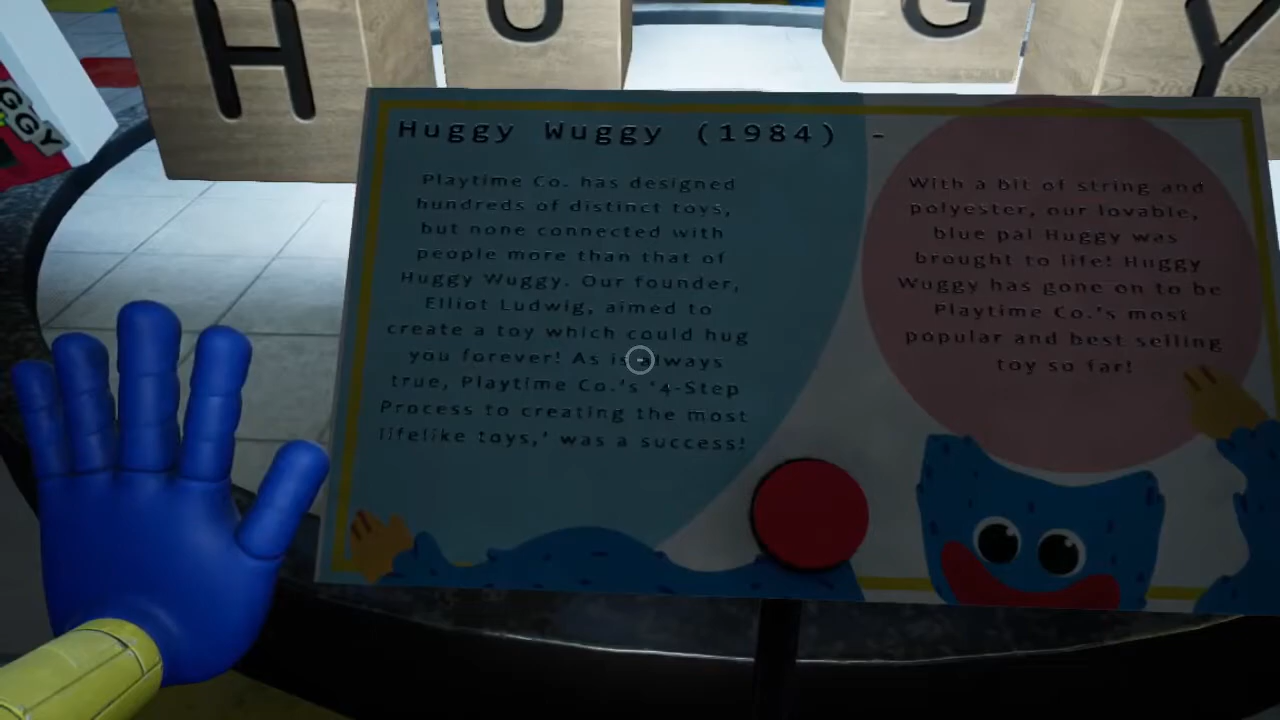 H U G Y
GGY
Huggy Wuggy (1984) -
Playtime Co. has designed
hundreds of distinct toys,
but none connected with
people more than that of
Huggy Wuggy. Our founder,
Elliot Ludwig, aimed to
create a toy which could hug
you forever! As is always
true, Playtime Co.'s '4-Step
Process to creating the most
lifelike toys,' was a success!
With a bit of string and
polyester, our lovable,
blue pal Huggy was
brought to life! Huggy
Wuggy has gone on to be
Playtime Co.'s most
popular and best selling
toy so far!